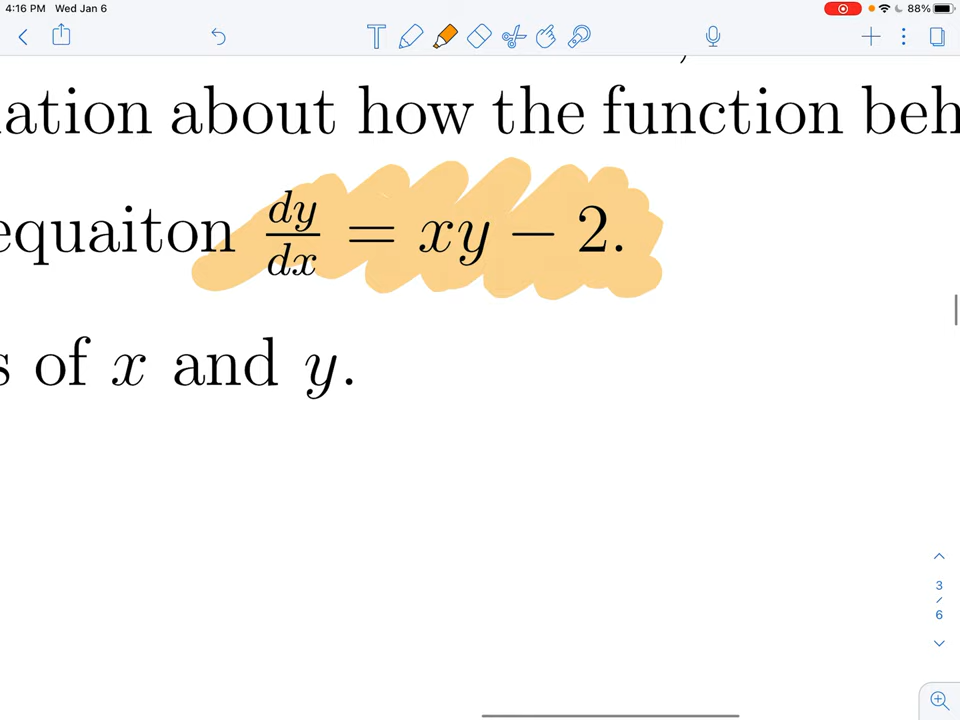 4:16 PM Wed Jan 6 88%
ation about how the function beh
equaiton dy/dx = xy − 2.
s of x and y.
3
/
6